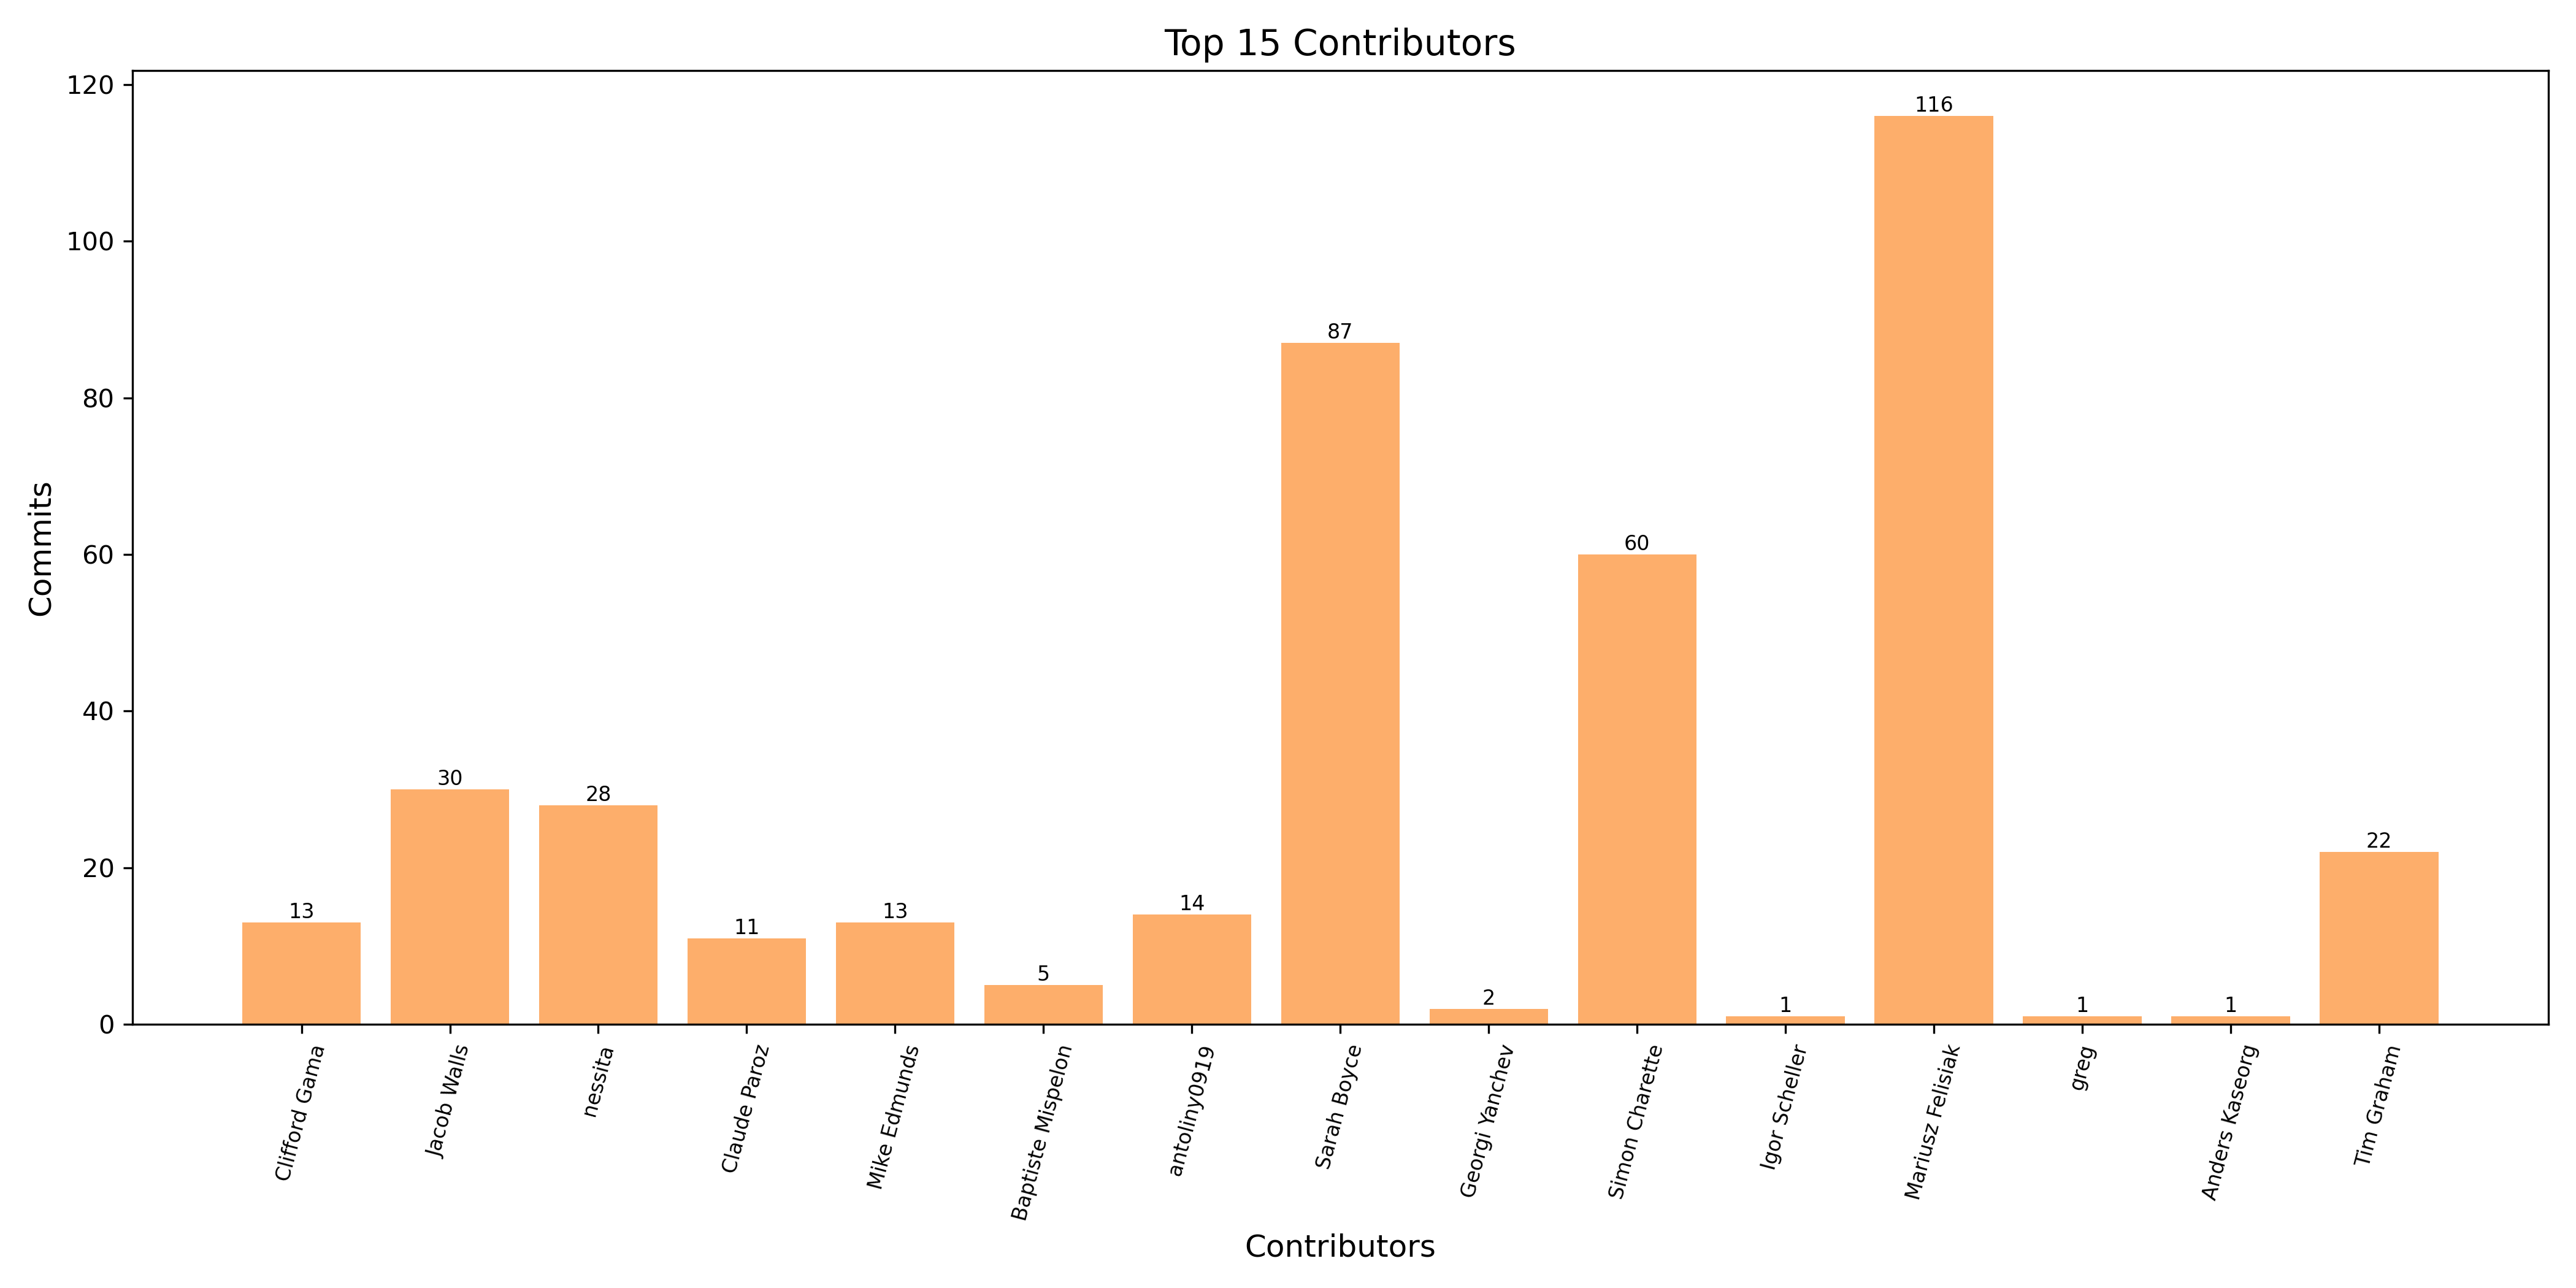 Top 15 Contributors
Commits
120
100
80
60
40
20
0
13
30
28
11
13
5
14
87
2
60
1
116
1
1
22
Clifford Gama
Jacob Walls
nessita
Claude Paroz
Mike Edmunds
Baptiste Mispelon
antoliny0919
Sarah Boyce
Georgi Yanchev
Simon Charette
Igor Scheller
Mariusz Felisiak
greg
Anders Kaseorg
Tim Graham
Contributors